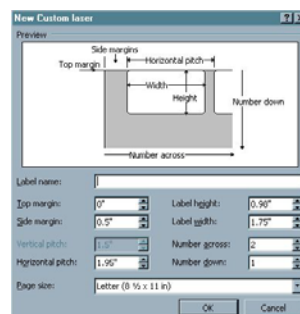 New Custom laser
Preview
Side margins
Top margin
Horizontal pitch
Width
Height
Number down
Number across
Label name:
Top margin: 0" Label height: 0.98"
Side margin: 0.5" Label width: 1.75"
Vertical pitch: 1.5" Number across: 2
Horizontal pitch: 1.95" Number down: 1
Page size: Letter (8 ½ x 11 in)
OK Cancel